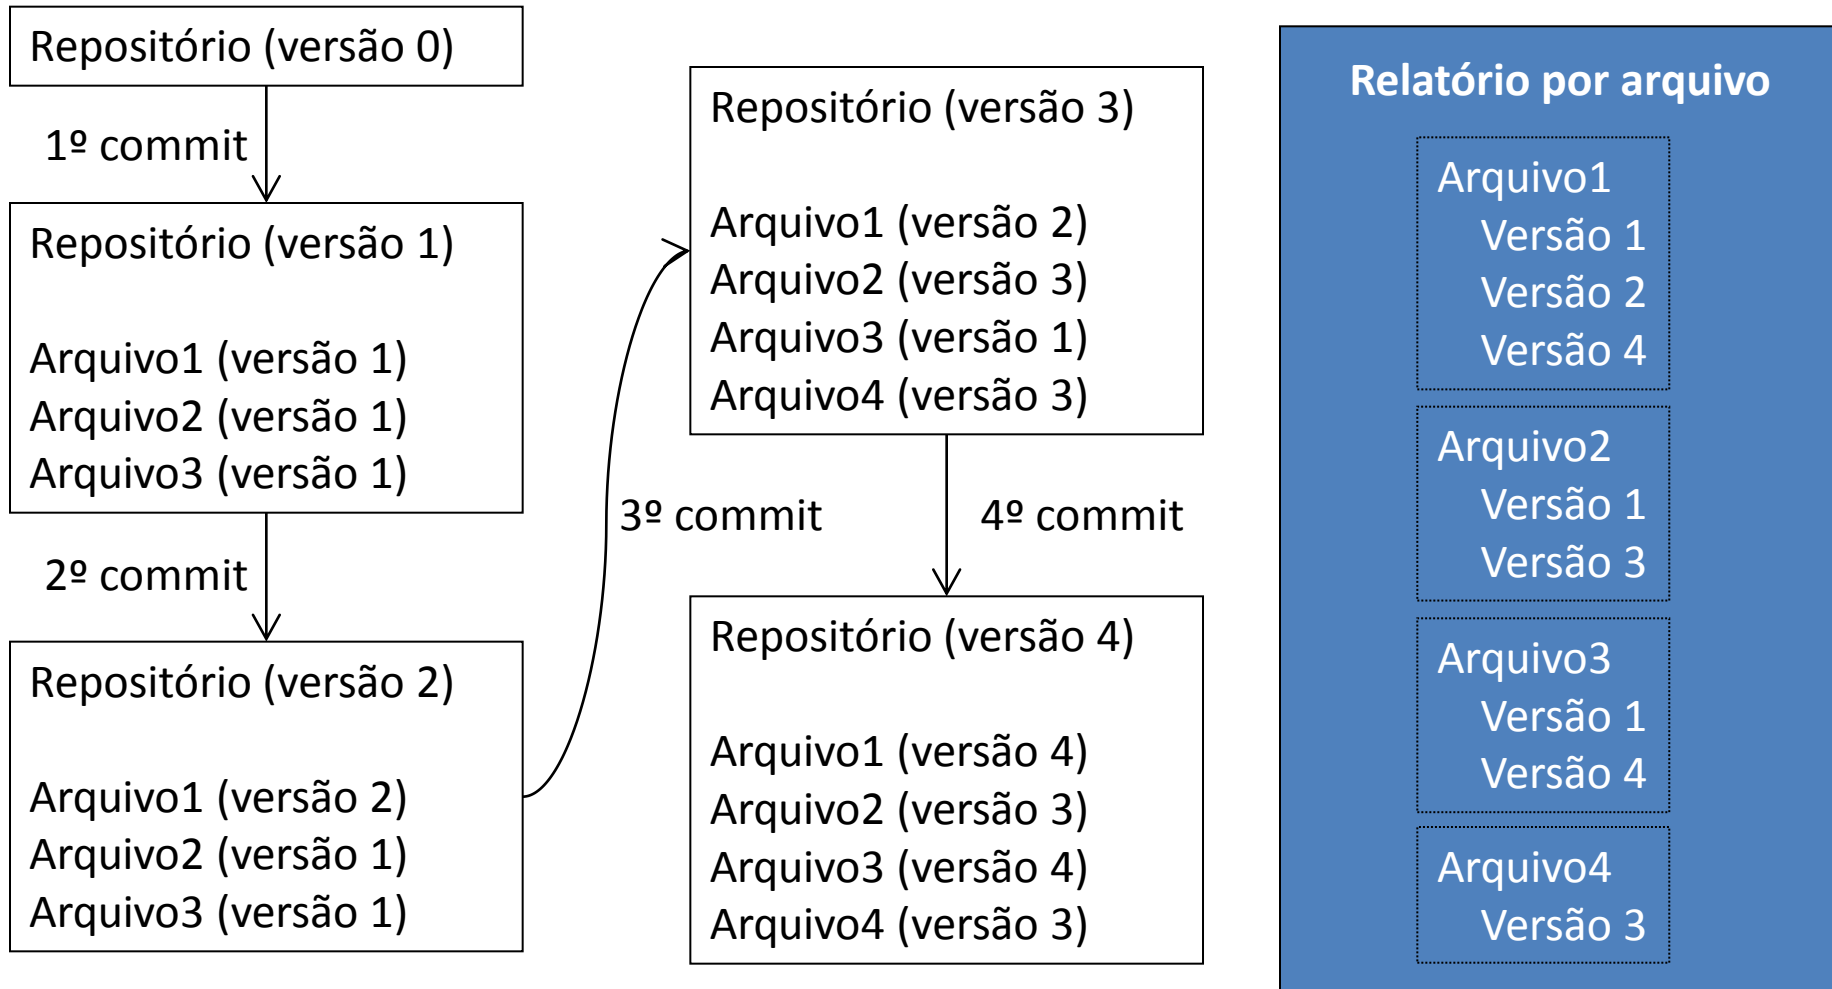 Repositório (versão 0)
1º commit
Repositório (versão 1)
Arquivo1 (versão 1)
Arquivo2 (versão 1)
Arquivo3 (versão 1)
2º commit
Repositório (versão 2)
Arquivo1 (versão 2)
Arquivo2 (versão 1)
Arquivo3 (versão 1)
3º commit
Repositório (versão 3)
Arquivo1 (versão 2)
Arquivo2 (versão 3)
Arquivo3 (versão 1)
Arquivo4 (versão 3)
4º commit
Repositório (versão 4)
Arquivo1 (versão 4)
Arquivo2 (versão 3)
Arquivo3 (versão 4)
Arquivo4 (versão 3)
Relatório por arquivo
Arquivo1
Versão 1
Versão 2
Versão 4
Arquivo2
Versão 1
Versão 3
Arquivo3
Versão 1
Versão 4
Arquivo4
Versão 3